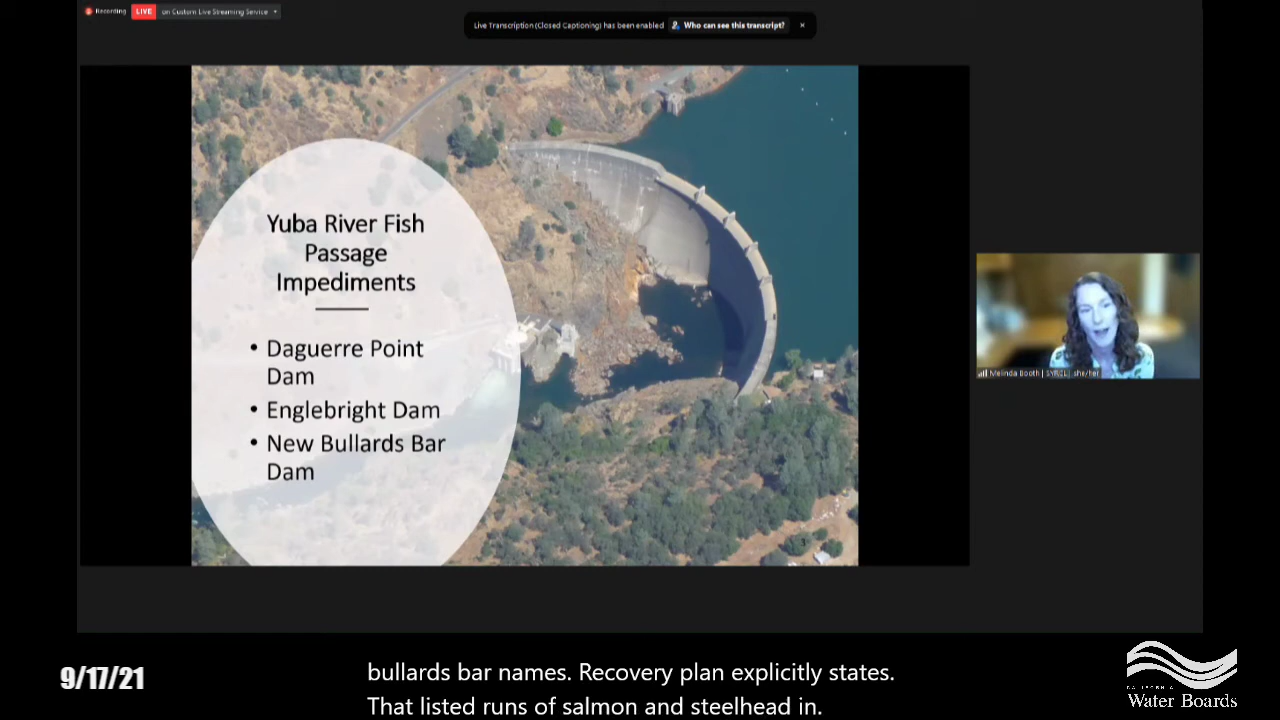 Recording
LIVE
on Custom Live Streaming Service
Live Transcription (Closed Captioning) has been enabled
Who can see this transcript?
Yuba River Fish
Passage
Impediments
• Daguerre Point
Dam
• Englebright Dam
• New Bullards Bar
Dam
Melinda Booth | SYRCL | she/her
bullards bar names. Recovery plan explicitly states.
That listed runs of salmon and steelhead in.
9/17/21
CALIFORNIA
Water Boards